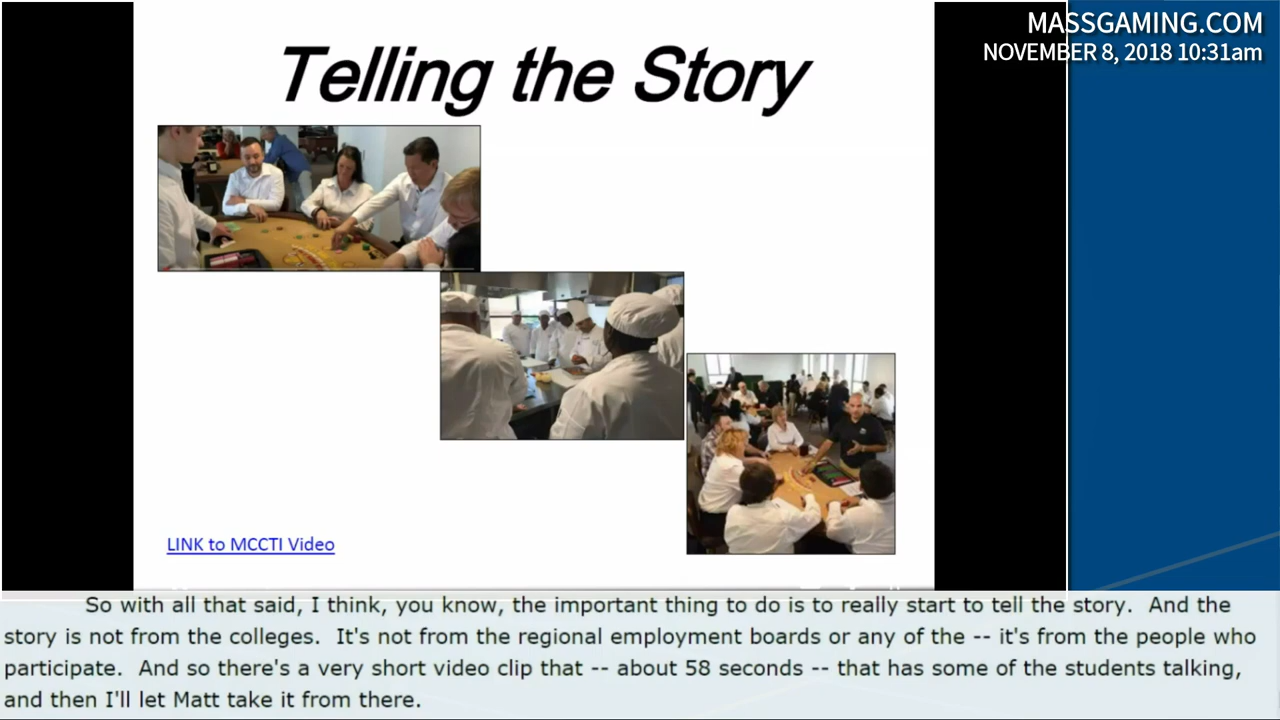 MASSGAMING.COM
NOVEMBER 8, 2018 10:31am
Telling the Story
LINK to MCCTI Video
So with all that said, I think, you know, the important thing to do is to really start to tell the story.  And the
story is not from the colleges.  It's not from the regional employment boards or any of the -- it's from the people who
participate.  And so there's a very short video clip that -- about 58 seconds -- that has some of the students talking,
and then I'll let Matt take it from there.